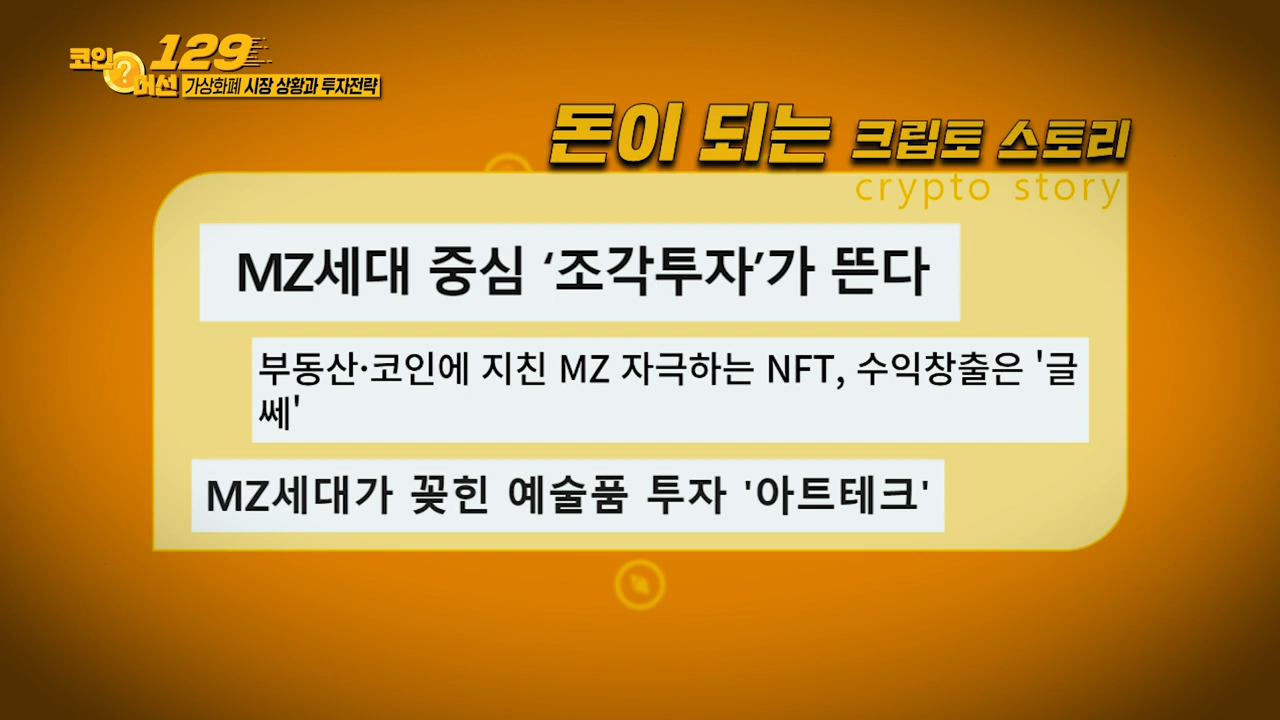 코인 129
머선
가상화폐 시장 상황과 투자전략
돈이 되는 크립토 스토리
crypto story
MZ세대 중심 ‘조각투자’가 뜬다
부동산·코인에 지친 MZ 자극하는 NFT, 수익창출은 '글
쎄'
MZ세대가 꽂힌 예술품 투자 '아트테크'